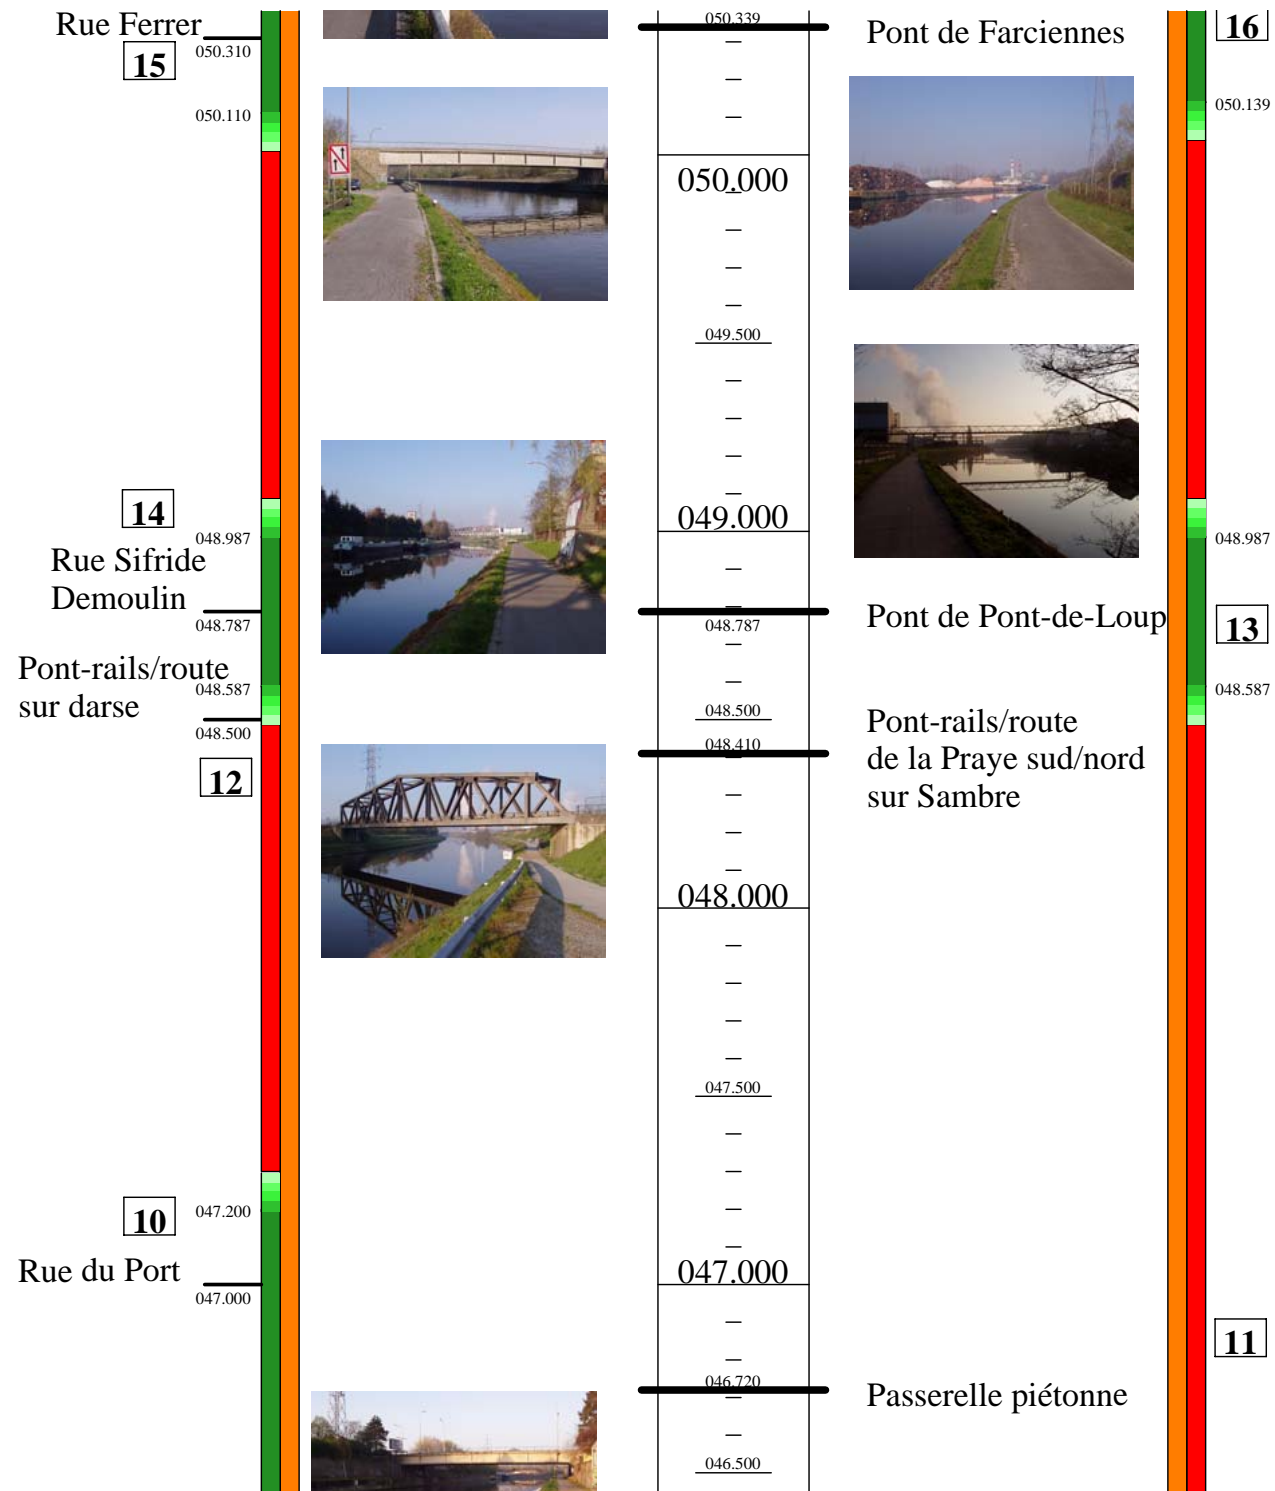 Rue Ferrer
050.339
Pont de Farciennes
16
15
050.310
050.110
050.139
050.000
049.500
14
049.000
048.987
048.987
Rue Sifride
Demoulin
048.787
048.787
Pont de Pont-de-Loup
13
Pont-rails/route
sur darse
048.587
048.587
048.500
048.500
048.410
Pont-rails/route
de la Praye sud/nord
sur Sambre
12
048.000
047.500
10
047.200
Rue du Port
047.000
047.000
11
046.720
Passerelle piétonne
046.500